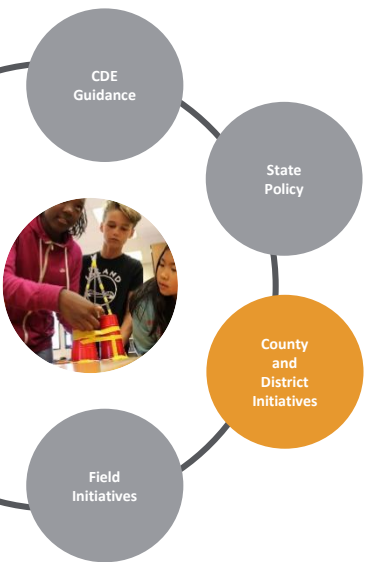 CDE
Guidance
State
Policy
County
and
District
Initiatives
Field
Initiatives